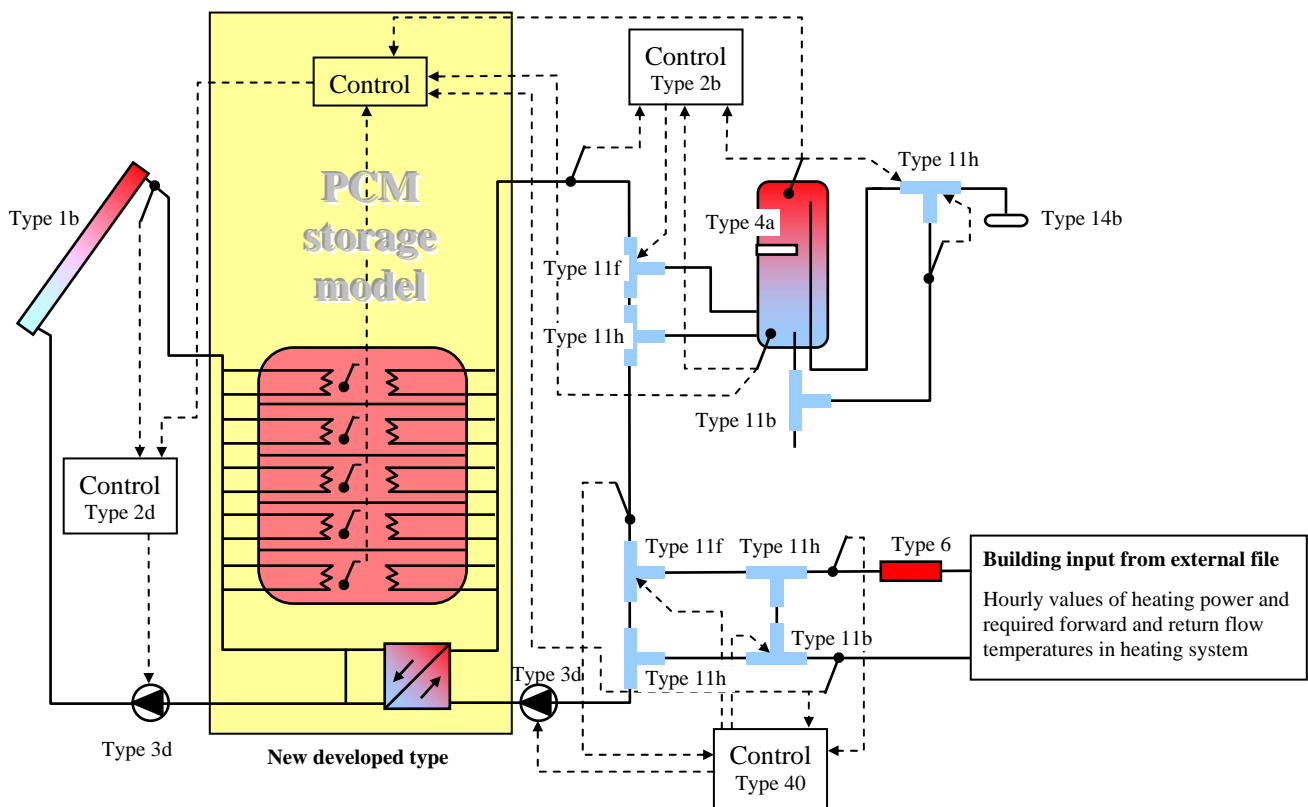 Control
Control
Type 2b
Type 11h
Type 1b
PCM
storage
model
Type 4a
Type 14b
Type 11f
Type 11h
Type 11b
Control
Type 2d
Type 11f
Type 11h
Type 6
Building input from external file
Hourly values of heating power and
required forward and return flow
temperatures in heating system
Type 11b
Type 11h
Type 3d
Type 3d
New developed type
Control
Type 40